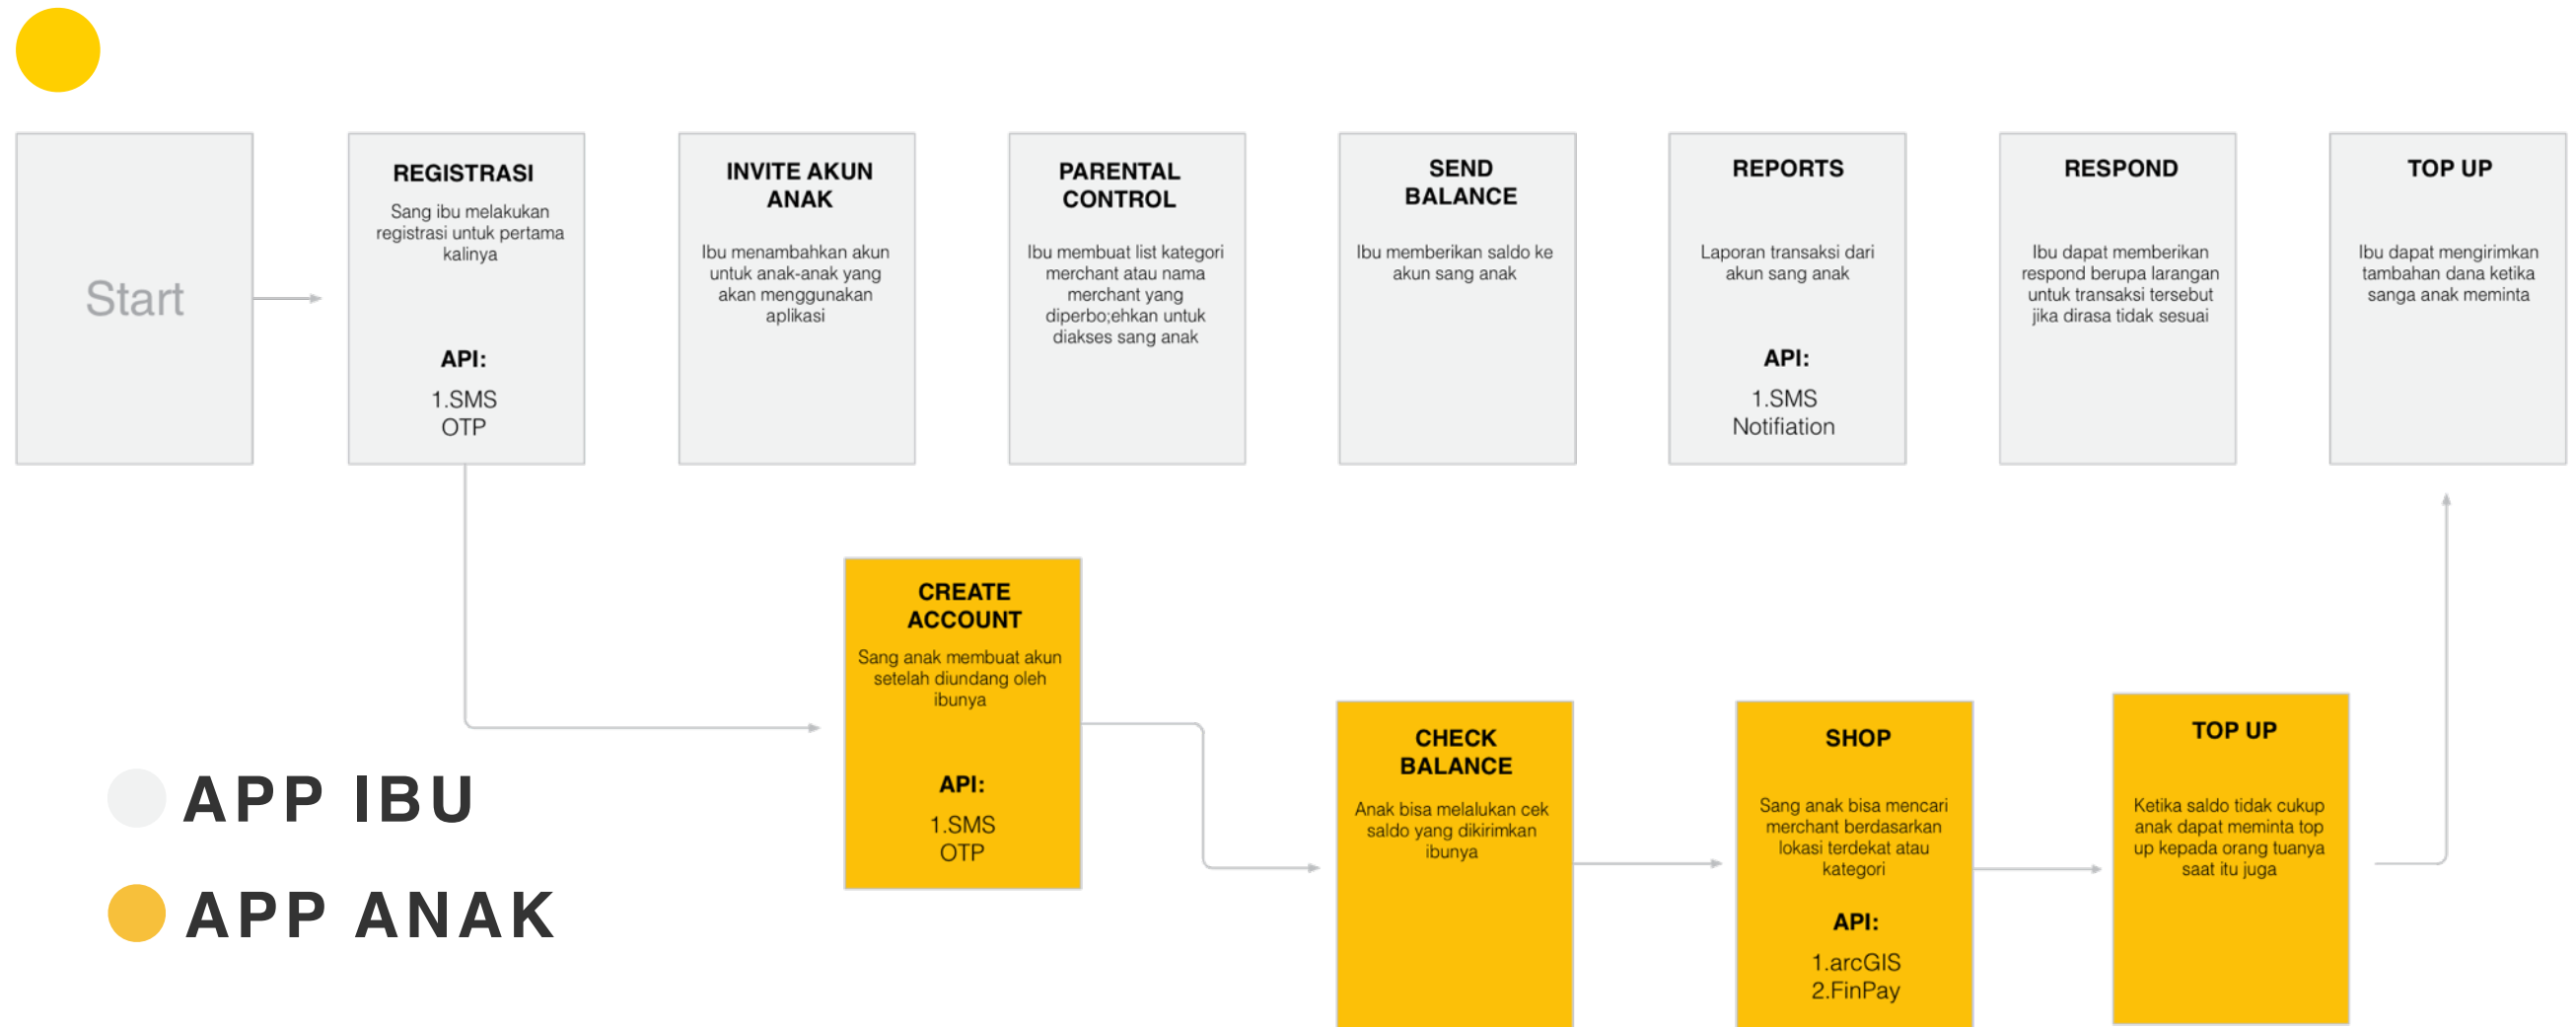 Start
REGISTRASI
Sang ibu melakukan
registrasi untuk pertama
kalinya
API:
1.SMS
OTP
INVITE AKUN
ANAK
Ibu menambahkan akun
untuk anak-anak yang
akan menggunakan
aplikasi
PARENTAL
CONTROL
Ibu membuat list kategori
merchant atau nama
merchant yang
diperbo;ehkan untuk
diakses sang anak
SEND
BALANCE
Ibu memberikan saldo ke
akun sang anak
REPORTS
Laporan transaksi dari
akun sang anak
API:
1.SMS
Notifiation
RESPOND
Ibu dapat memberikan
respond berupa larangan
untuk transaksi tersebut
jika dirasa tidak sesuai
TOP UP
Ibu dapat mengirimkan
tambahan dana ketika
sanga anak meminta
CREATE
ACCOUNT
Sang anak membuat akun
setelah diundang oleh
ibunya
API:
1.SMS
OTP
CHECK
BALANCE
Anak bisa melalukan cek
saldo yang dikirimkan
ibunya
SHOP
Sang anak bisa mencari
merchant berdasarkan
lokasi terdekat atau
kategori
API:
1.arcGIS
2.FinPay
TOP UP
Ketika saldo tidak cukup
anak dapat meminta top
up kepada orang tuanya
saat itu juga
APP IBU
APP ANAK